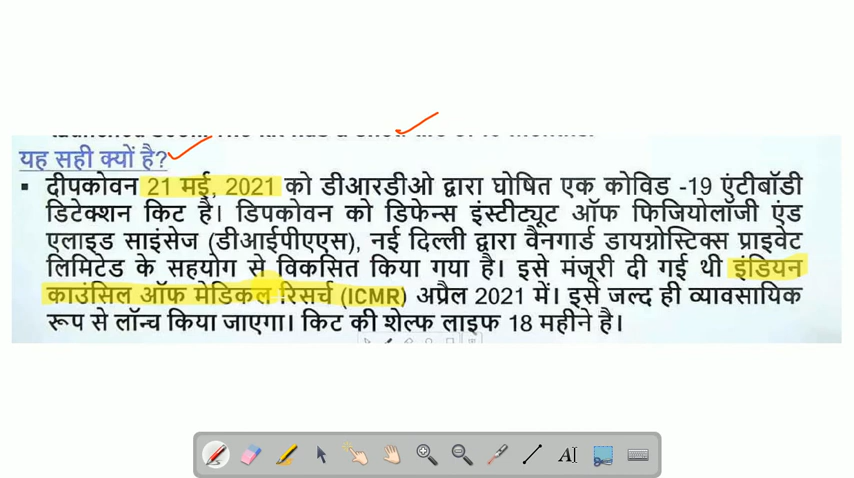 यह सही क्यों है?
▪ दीपकोवन 21 मई, 2021 को डीआरडीओ द्वारा घोषित एक कोविड -19 एंटीबॉडी
डिटेक्शन किट है। डिपकोवन को डिफेन्स इंस्टीट्यूट ऑफ फिजियोलॉजी एंड
एलाइड साइंसेज (डीआईपीएएस), नई दिल्ली द्वारा वैनगार्ड डायग्नोस्टिक्स प्राइवेट
लिमिटेड के सहयोग से विकसित किया गया है। इसे मंजूरी दी गई थी इंडियन
काउंसिल ऑफ मेडिकल रिसर्च (ICMR) अप्रैल 2021 में। इसे जल्द ही व्यावसायिक
रूप से लॉन्च किया जाएगा। किट की शेल्फ लाइफ 18 महीने है।
AI